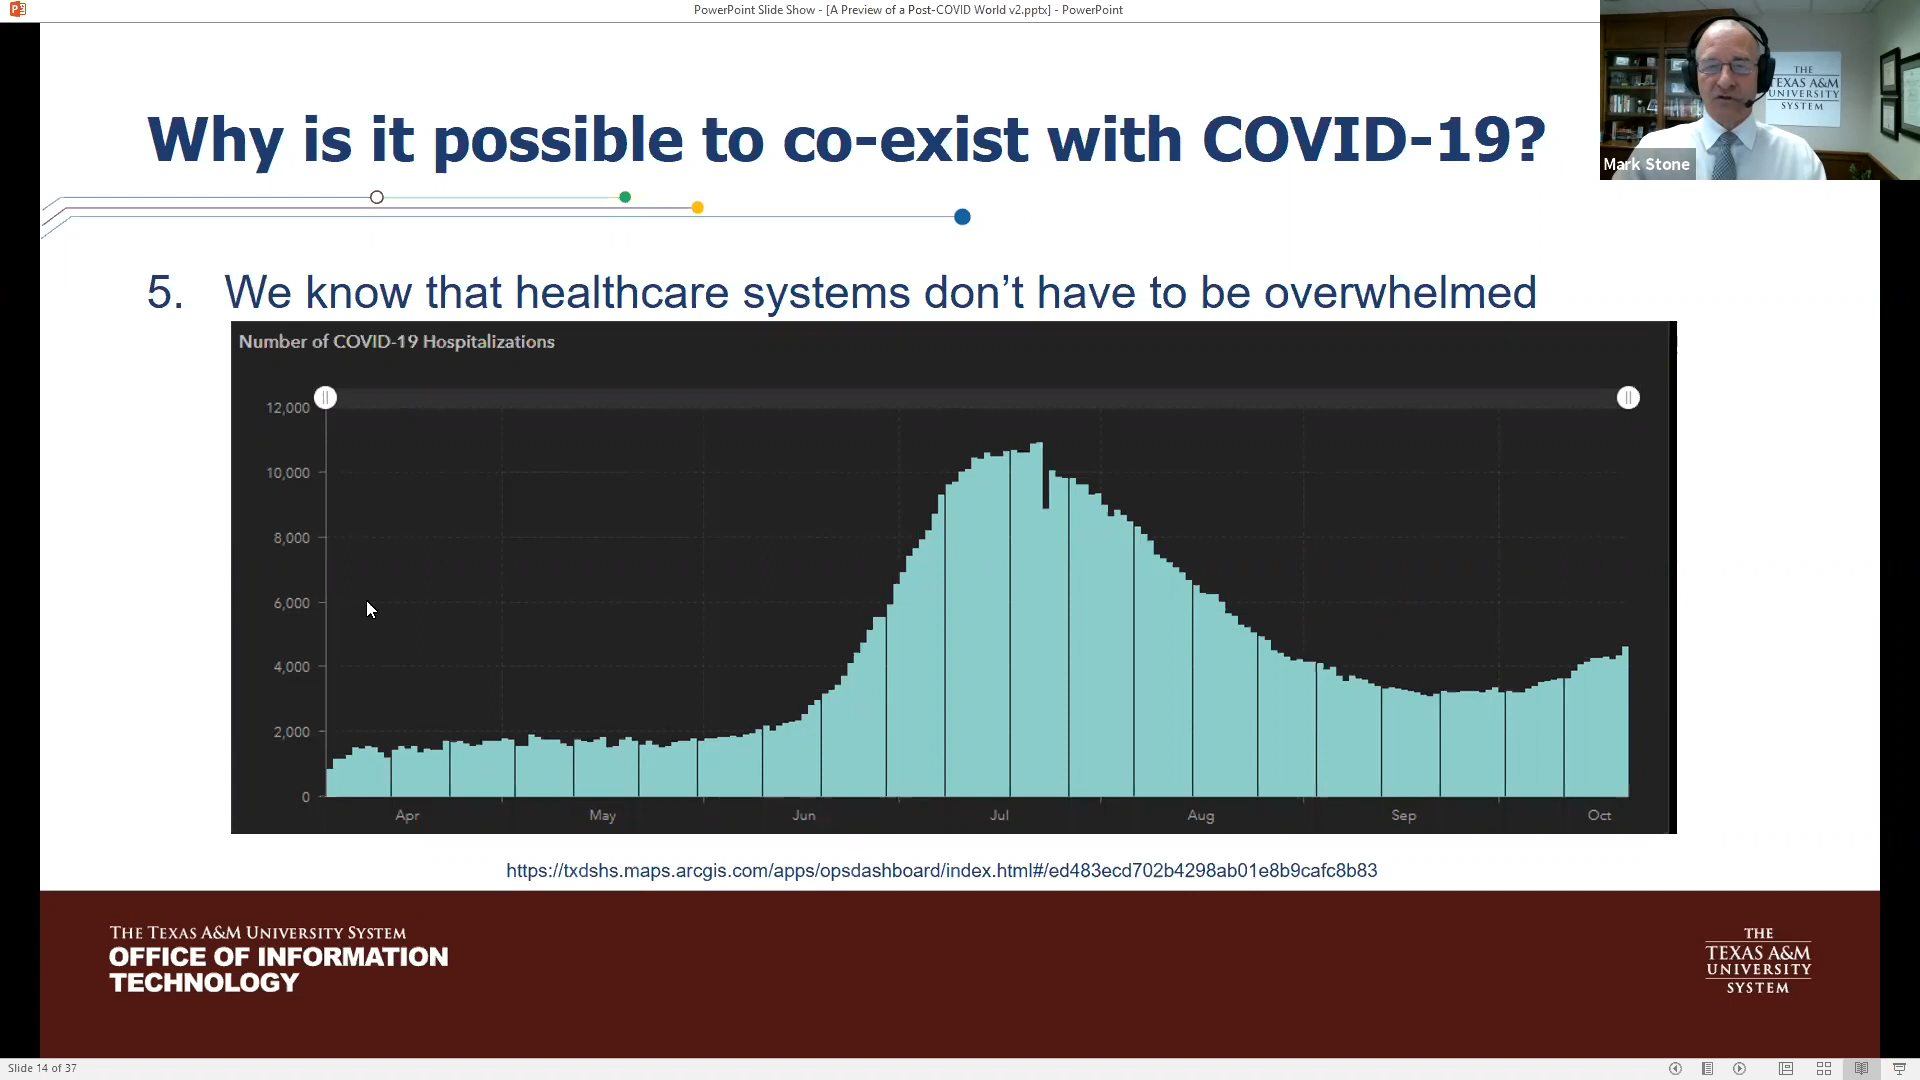 PowerPoint Slide Show - [A Preview of a Post-COVID World v2.pptx] - PowerPoint
THE
TEXAS A&M
UNIVERSITY
SYSTEM
Mark Stone
Why is it possible to co-exist with COVID-19?
5. We know that healthcare systems don’t have to be overwhelmed
Number of COVID-19 Hospitalizations
12,000
10,000
8,000
6,000
4,000
2,000
0
Apr May Jun Jul Aug Sep Oct
https://txdshs.maps.arcgis.com/apps/opsdashboard/index.html#/ed483ecd702b4298ab01e8b9cafc8b83
THE TEXAS A&M UNIVERSITY SYSTEM
OFFICE OF INFORMATION
TECHNOLOGY
THE
TEXAS A&M
UNIVERSITY
SYSTEM
Slide 14 of 37